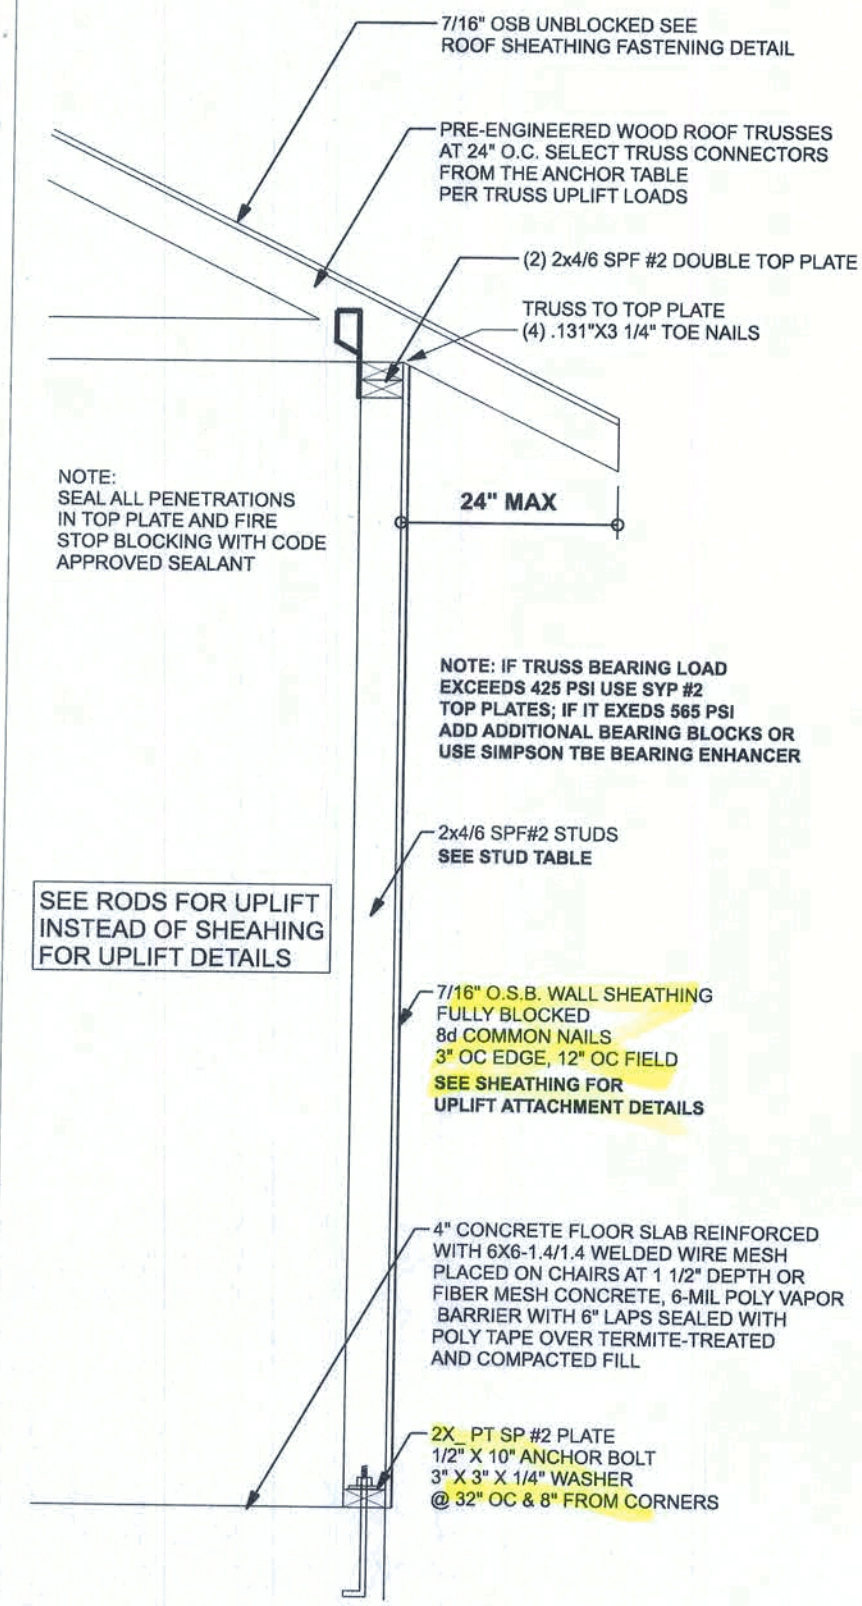 7/16" OSB UNBLOCKED SEE
ROOF SHEATHING FASTENING DETAIL
PRE-ENGINEERED WOOD ROOF TRUSSES
AT 24" O.C. SELECT TRUSS CONNECTORS
FROM THE ANCHOR TABLE
PER TRUSS UPLIFT LOADS
(2) 2x4/6 SPF #2 DOUBLE TOP PLATE
TRUSS TO TOP PLATE
(4) .131"X3 1/4" TOE NAILS
NOTE:
SEAL ALL PENETRATIONS
IN TOP PLATE AND FIRE
STOP BLOCKING WITH CODE
APPROVED SEALANT
24" MAX
NOTE: IF TRUSS BEARING LOAD
EXCEEDS 425 PSI USE SYP #2
TOP PLATES; IF IT EXEDS 565 PSI
ADD ADDITIONAL BEARING BLOCKS OR
USE SIMPSON TBE BEARING ENHANCER
2x4/6 SPF#2 STUDS
SEE STUD TABLE
SEE RODS FOR UPLIFT
INSTEAD OF SHEAHING
FOR UPLIFT DETAILS
7/16" O.S.B. WALL SHEATHING
FULLY BLOCKED
8d COMMON NAILS
3" OC EDGE, 12" OC FIELD
SEE SHEATHING FOR
UPLIFT ATTACHMENT DETAILS
4" CONCRETE FLOOR SLAB REINFORCED
WITH 6X6-1.4/1.4 WELDED WIRE MESH
PLACED ON CHAIRS AT 1 1/2" DEPTH OR
FIBER MESH CONCRETE, 6-MIL POLY VAPOR
BARRIER WITH 6" LAPS SEALED WITH
POLY TAPE OVER TERMITE-TREATED
AND COMPACTED FILL
2X_ PT SP #2 PLATE
1/2" X 10" ANCHOR BOLT
3" X 3" X 1/4" WASHER
@ 32" OC & 8" FROM CORNERS